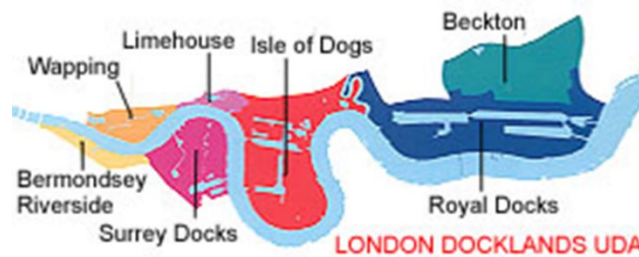 Beckton
Limehouse
Isle of Dogs
Wapping
Bermondsey
Riverside
Surrey Docks
Royal Docks
LONDON DOCKLANDS UDA